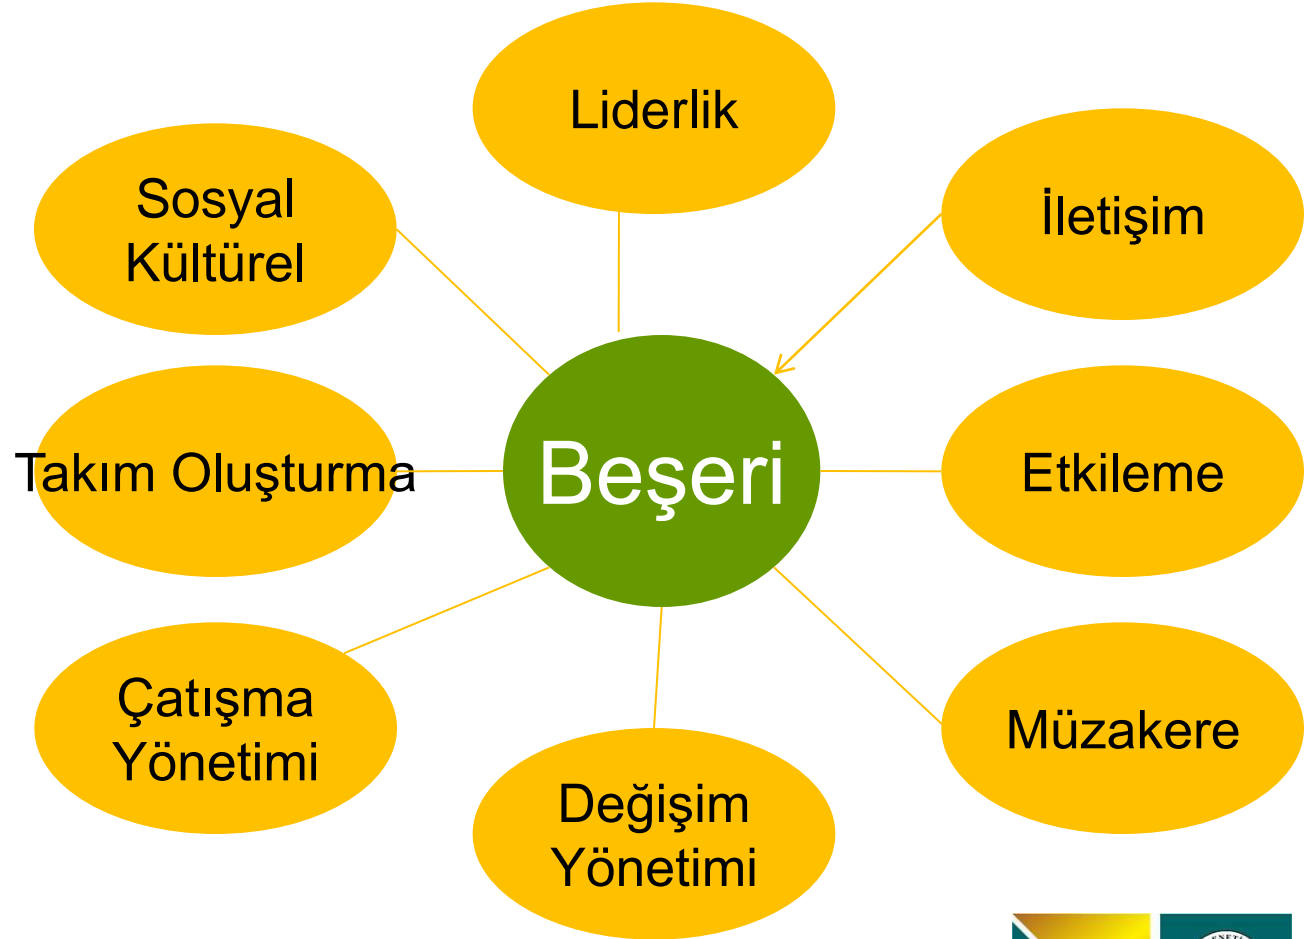 Liderlik
Sosyal
Kültürel
İletişim
Takım Oluşturma
Beşeri
Etkileme
Çatışma
Yönetimi
Müzakere
Değişim
Yönetimi